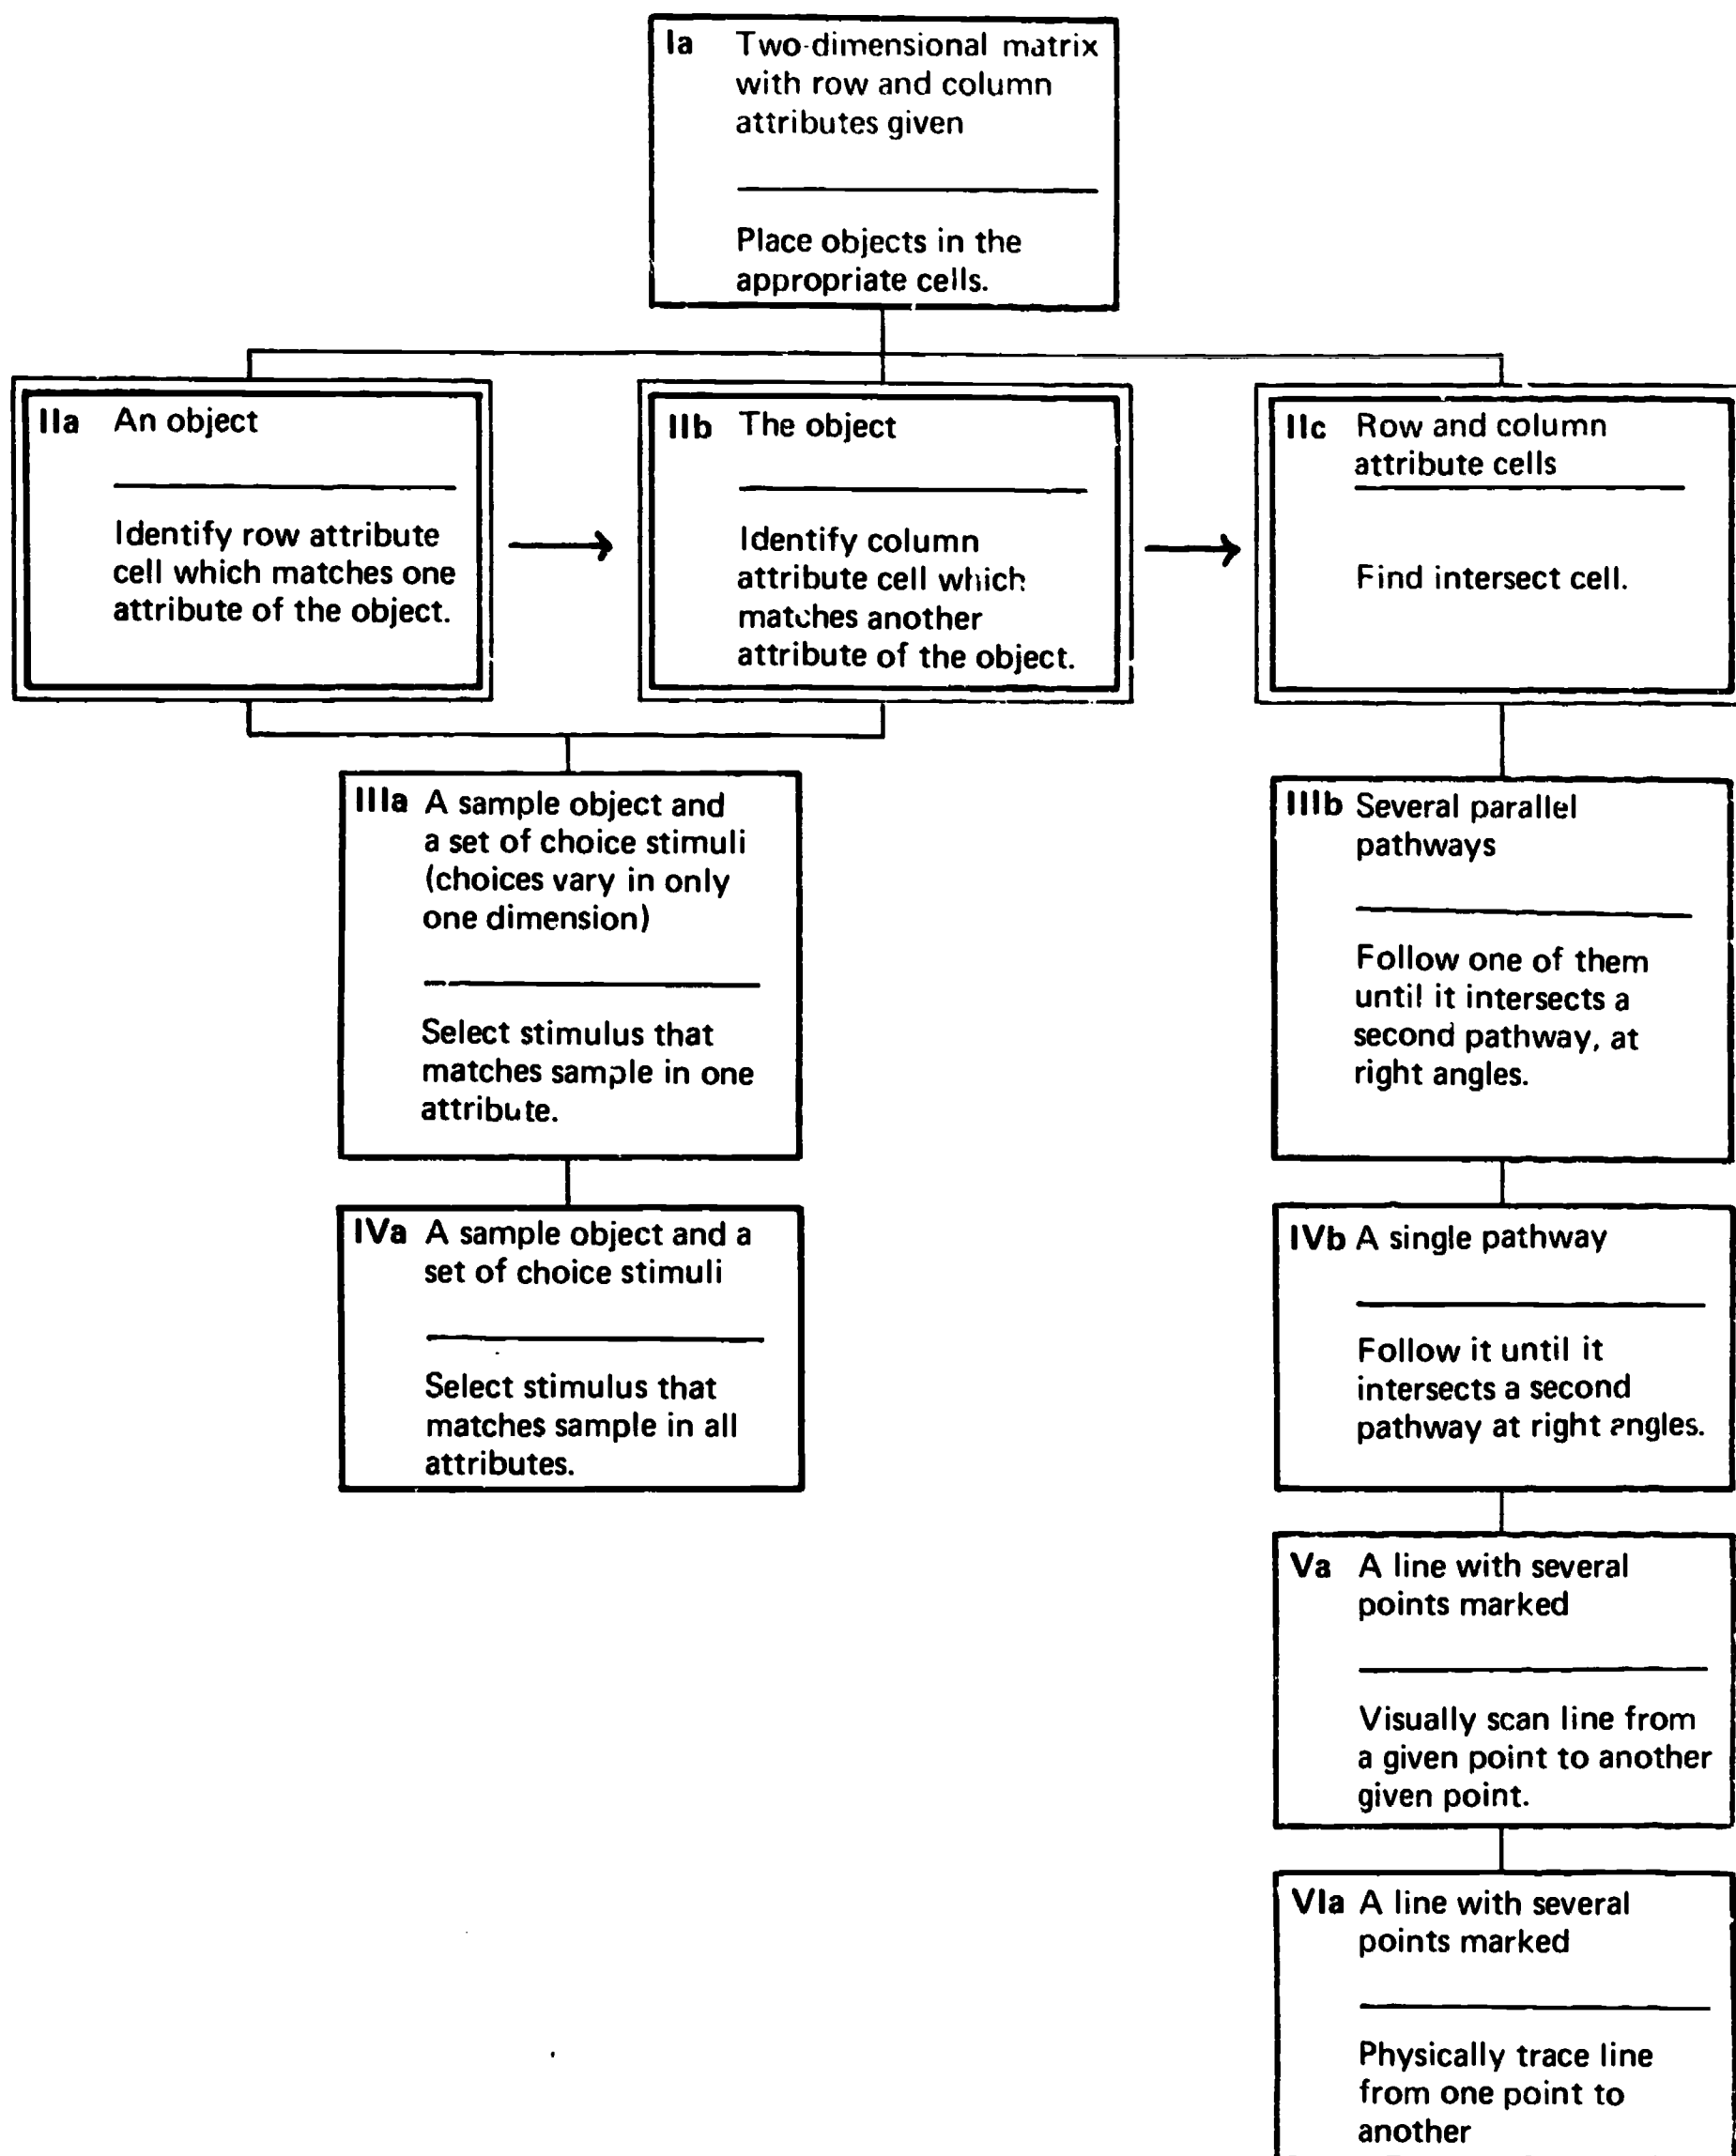 Ia Two-dimensional matrix
with row and column
attributes given
Place objects in the
appropriate cells.
IIa An object
Identify row attribute
cell which matches one
attribute of the object.
IIb The object
Identify column
attribute cell which
matches another
attribute of the object.
IIc Row and column
attribute cells
Find intersect cell.
IIIa A sample object and
a set of choice stimuli
(choices vary in only
one dimension)
Select stimulus that
matches sample in one
attribute.
IIIb Several parallel
pathways
Follow one of them
until it intersects a
second pathway, at
right angles.
IVa A sample object and a
set of choice stimuli
Select stimulus that
matches sample in all
attributes.
IVb A single pathway
Follow it until it
intersects a second
pathway at right angles.
Va A line with several
points marked
Visually scan line from
a given point to another
given point.
VIa A line with several
points marked
Physically trace line
from one point to
another